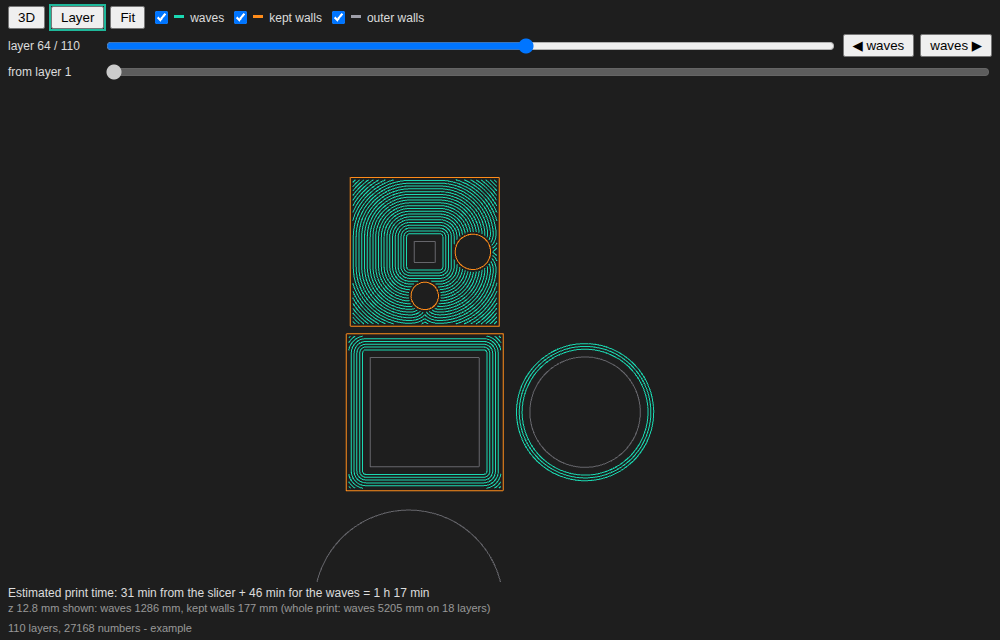 3D Layer Fit waves kept walls outer walls
layer 64 / 110 ◀ waves waves ▶
from layer 1
Estimated print time: 31 min from the slicer + 46 min for the waves = 1 h 17 min
z 12.8 mm shown: waves 1286 mm, kept walls 177 mm (whole print: waves 5205 mm on 18 layers)
110 layers, 27168 numbers - example